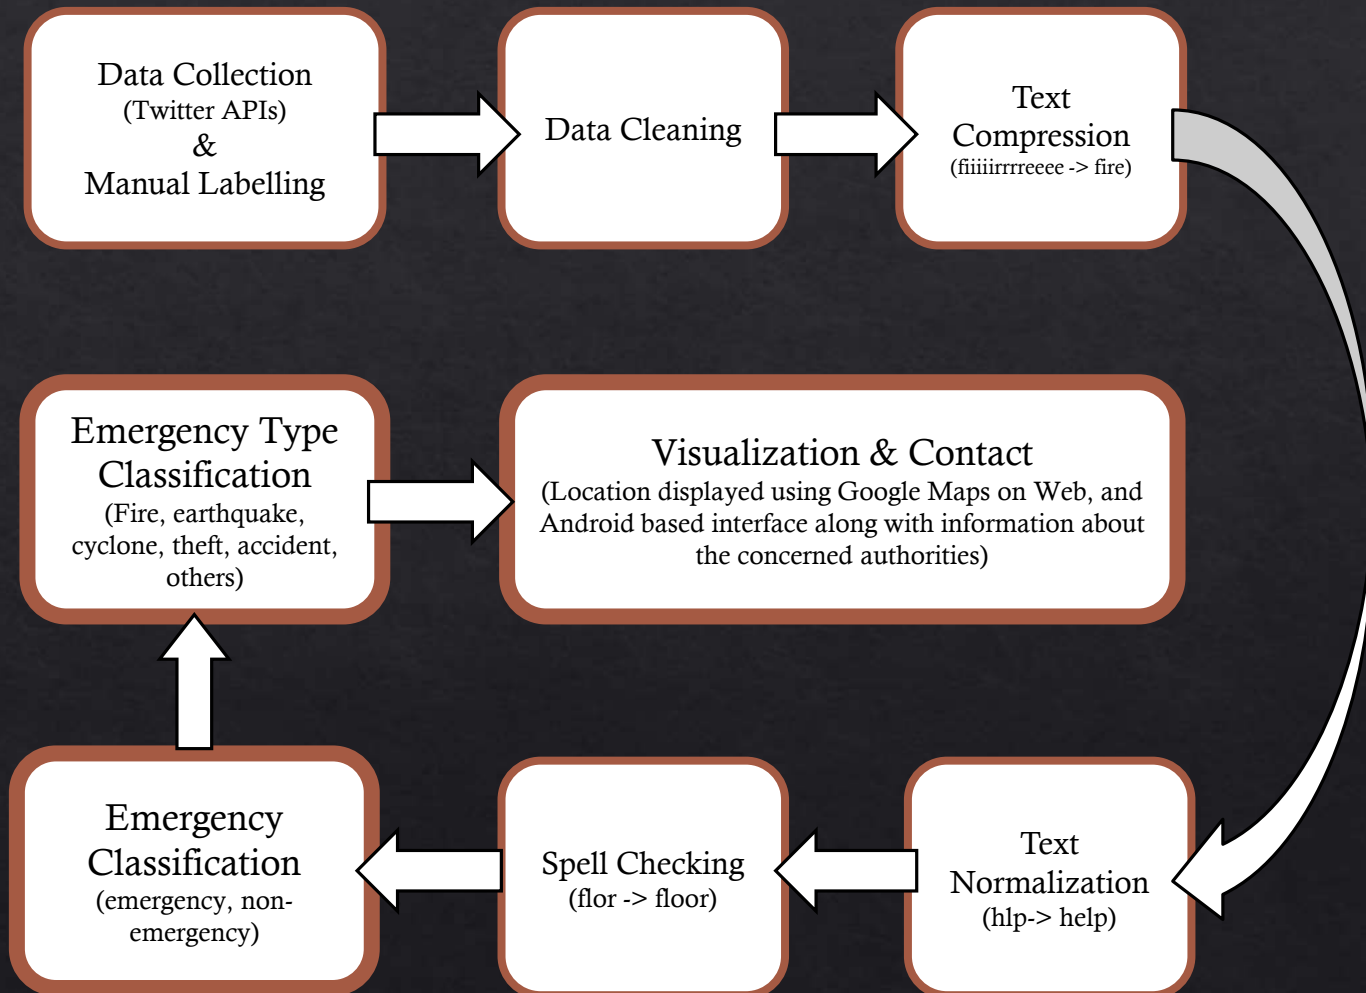 Data Collection
(Twitter APIs)
&
Manual Labelling
Data Cleaning
Text
Compression
(fiiiiirrrreeee -> fire)
Text
Normalization
(hlp-> help)
Spell Checking
(flor -> floor)
Emergency
Classification
(emergency, non-
emergency)
Emergency Type
Classification
(Fire, earthquake,
cyclone, theft, accident,
others)
Visualization & Contact
(Location displayed using Google Maps on Web, and
Android based interface along with information about
the concerned authorities)